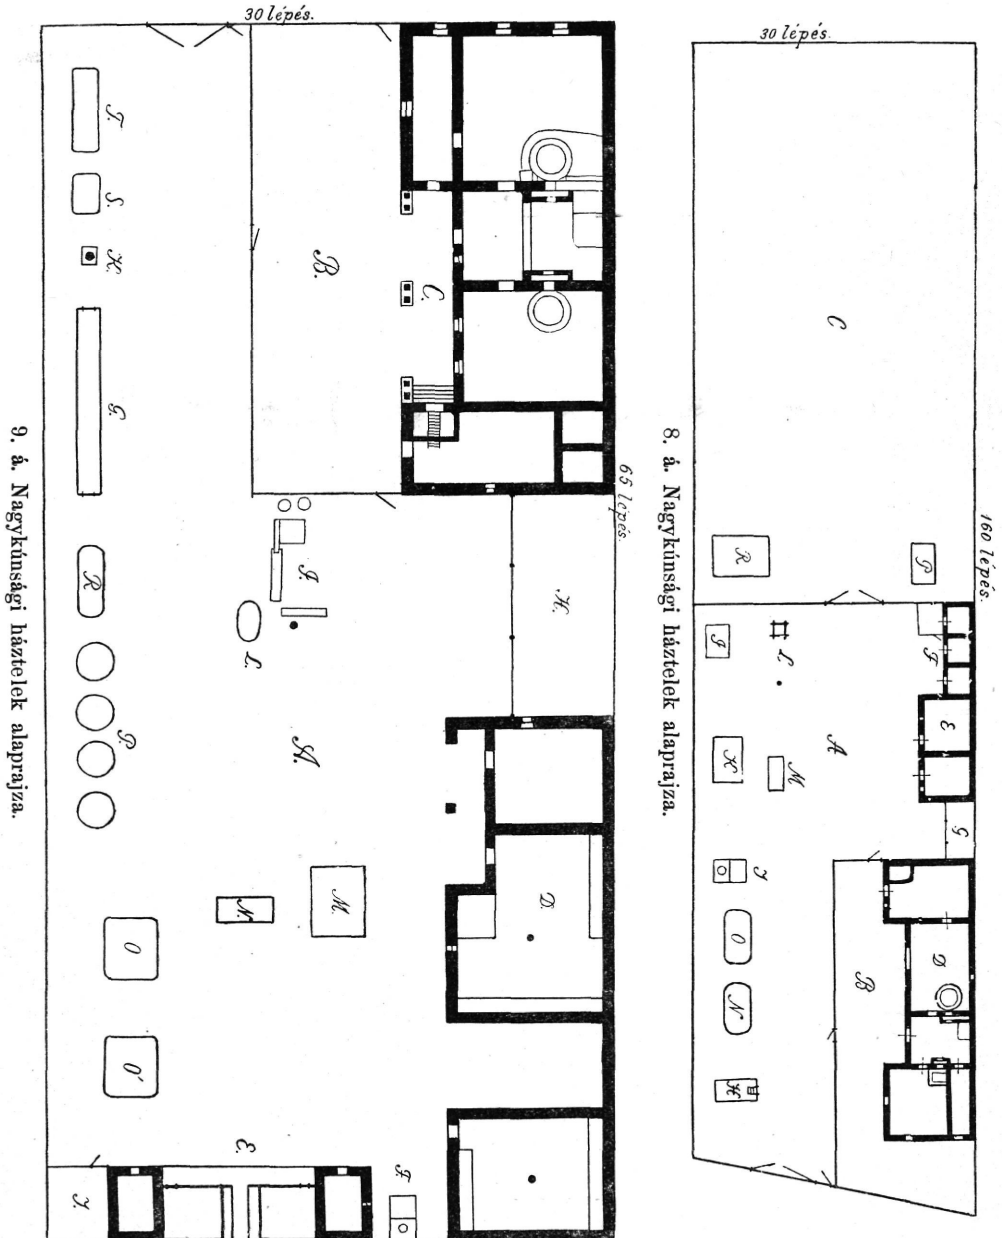 30 lépés.
T.
S.
K.
G.
R
P.
B.
C.
J.
L.
H.
A.
M.
N.
O
O'
D.
E.
F.
65 lépés.
9. á. Nagykúnsági háztelek alaprajza.
30 lépés.
C
R
P
160 lépés.
J
L.
F
E
A
K
M
G
J
O
N
B
D
H
8. á. Nagykúnsági háztelek alaprajza.